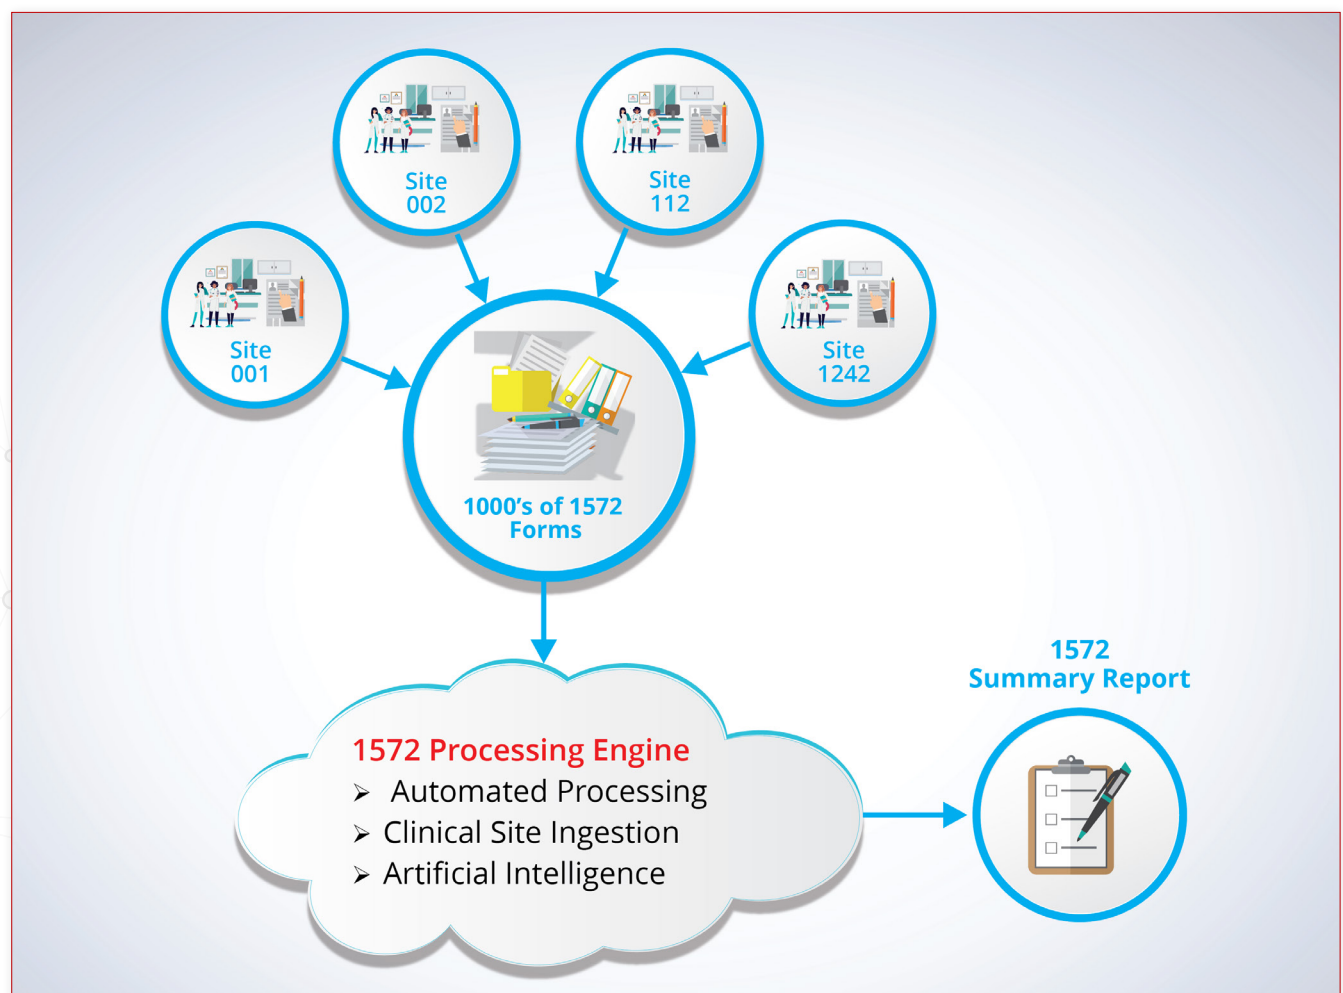 Site
002
Site
112
Site
001
Site
1242
1000’s of 1572
Forms
1572
Summary Report
1572 Processing Engine
➢ Automated Processing
➢ Clinical Site Ingestion
➢ Artificial Intelligence